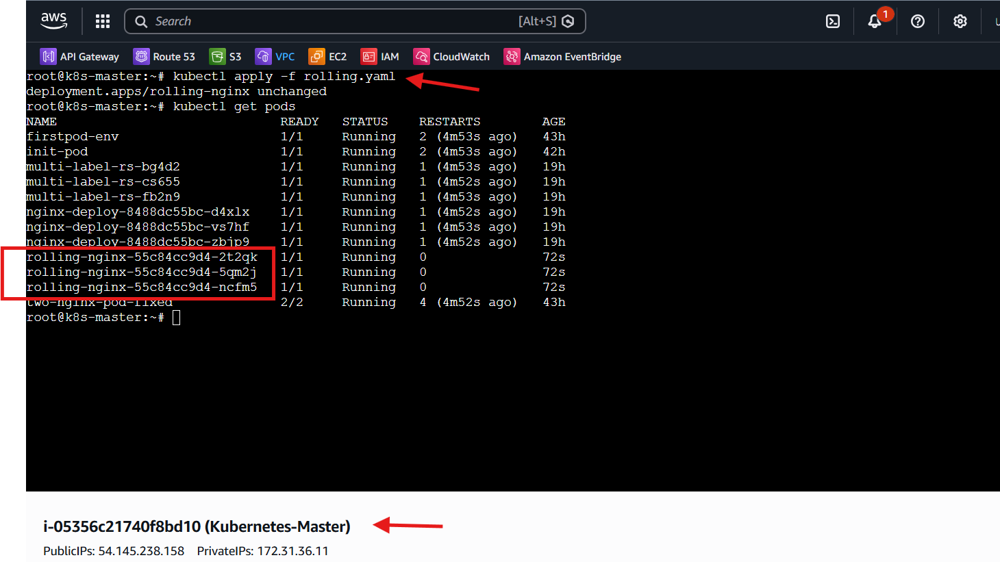 aws Search [Alt+S] 1
API Gateway Route 53 S3 VPC EC2 IAM CloudWatch Amazon EventBridge
root@k8s-master:~# kubectl apply -f rolling.yaml
deployment.apps/rolling-nginx unchanged
root@k8s-master:~# kubectl get pods
NAME READY STATUS RESTARTS AGE
firstpod-env 1/1 Running 2 (4m53s ago) 43h
init-pod 1/1 Running 2 (4m53s ago) 42h
multi-label-rs-bg4d2 1/1 Running 1 (4m53s ago) 19h
multi-label-rs-cs655 1/1 Running 1 (4m52s ago) 19h
multi-label-rs-fb2n9 1/1 Running 1 (4m53s ago) 19h
nginx-deploy-8488dc55bc-d4xlx 1/1 Running 1 (4m52s ago) 19h
nginx-deploy-8488dc55bc-vs7hf 1/1 Running 1 (4m53s ago) 19h
nginx-deploy-8488dc55bc-zbjp9 1/1 Running 1 (4m52s ago) 19h
rolling-nginx-55c84cc9d4-2t2qk 1/1 Running 0 72s
rolling-nginx-55c84cc9d4-5qm2j 1/1 Running 0 72s
rolling-nginx-55c84cc9d4-ncfm5 1/1 Running 0 72s
two-nginx-pod-fixed 2/2 Running 4 (4m52s ago) 43h
root@k8s-master:~#
i-05356c21740f8bd10 (Kubernetes-Master)
PublicIPs: 54.145.238.158 PrivateIPs: 172.31.36.11